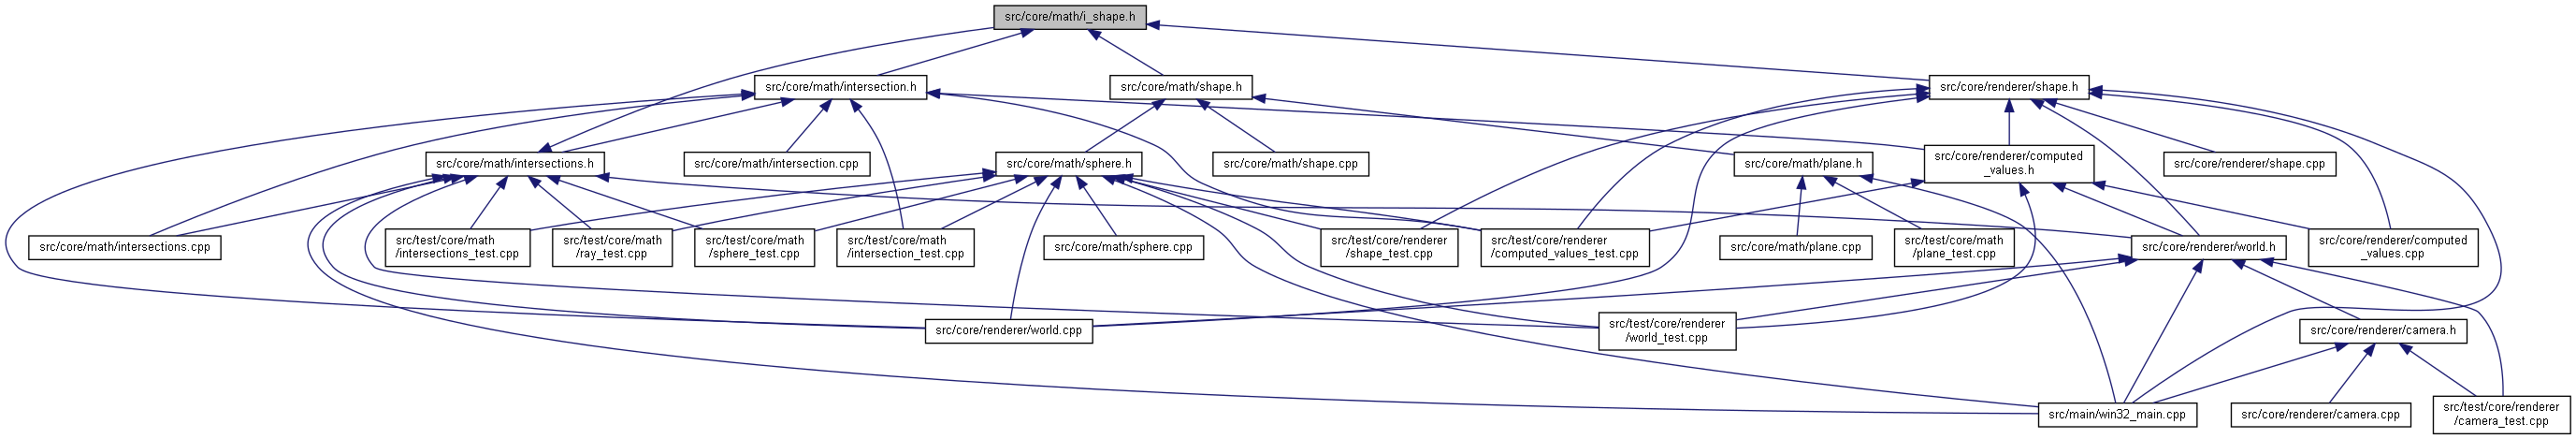 src/core/math/i_shape.h
src/core/math/intersection.h
src/core/math/shape.h
src/core/renderer/shape.h
src/core/math/intersections.h
src/core/math/intersection.cpp
src/core/math/sphere.h
src/core/math/shape.cpp
src/core/math/plane.h
src/core/renderer/computed
_values.h
src/core/renderer/shape.cpp
src/core/math/intersections.cpp
src/test/core/math
/intersections_test.cpp
src/test/core/math
/ray_test.cpp
src/test/core/math
/sphere_test.cpp
src/test/core/math
/intersection_test.cpp
src/core/math/sphere.cpp
src/test/core/renderer
/shape_test.cpp
src/test/core/renderer
/computed_values_test.cpp
src/core/math/plane.cpp
src/test/core/math
/plane_test.cpp
src/core/renderer/world.h
src/core/renderer/computed
_values.cpp
src/core/renderer/world.cpp
src/test/core/renderer
/world_test.cpp
src/core/renderer/camera.h
src/main/win32_main.cpp
src/core/renderer/camera.cpp
src/test/core/renderer
/camera_test.cpp